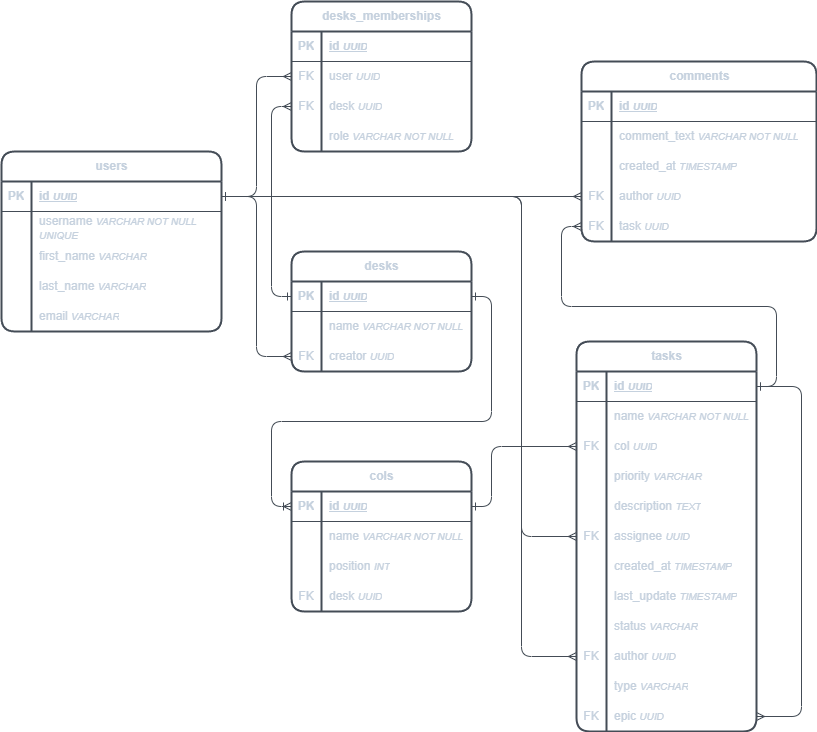 desks_memberships
PK id UUID
FK user UUID
FK desk UUID
role VARCHAR NOT NULL
comments
PK id UUID
comment_text VARCHAR NOT NULL
created_at TIMESTAMP
FK author UUID
FK task UUID
users
PK id UUID
username VARCHAR NOT NULL
UNIQUE
first_name VARCHAR
last_name VARCHAR
email VARCHAR
desks
PK id UUID
name VARCHAR NOT NULL
FK creator UUID
tasks
PK id UUID
name VARCHAR NOT NULL
FK col UUID
priority VARCHAR
description TEXT
FK assignee UUID
created_at TIMESTAMP
last_update TIMESTAMP
status VARCHAR
FK author UUID
type VARCHAR
FK epic UUID
cols
PK id UUID
name VARCHAR NOT NULL
position INT
FK desk UUID